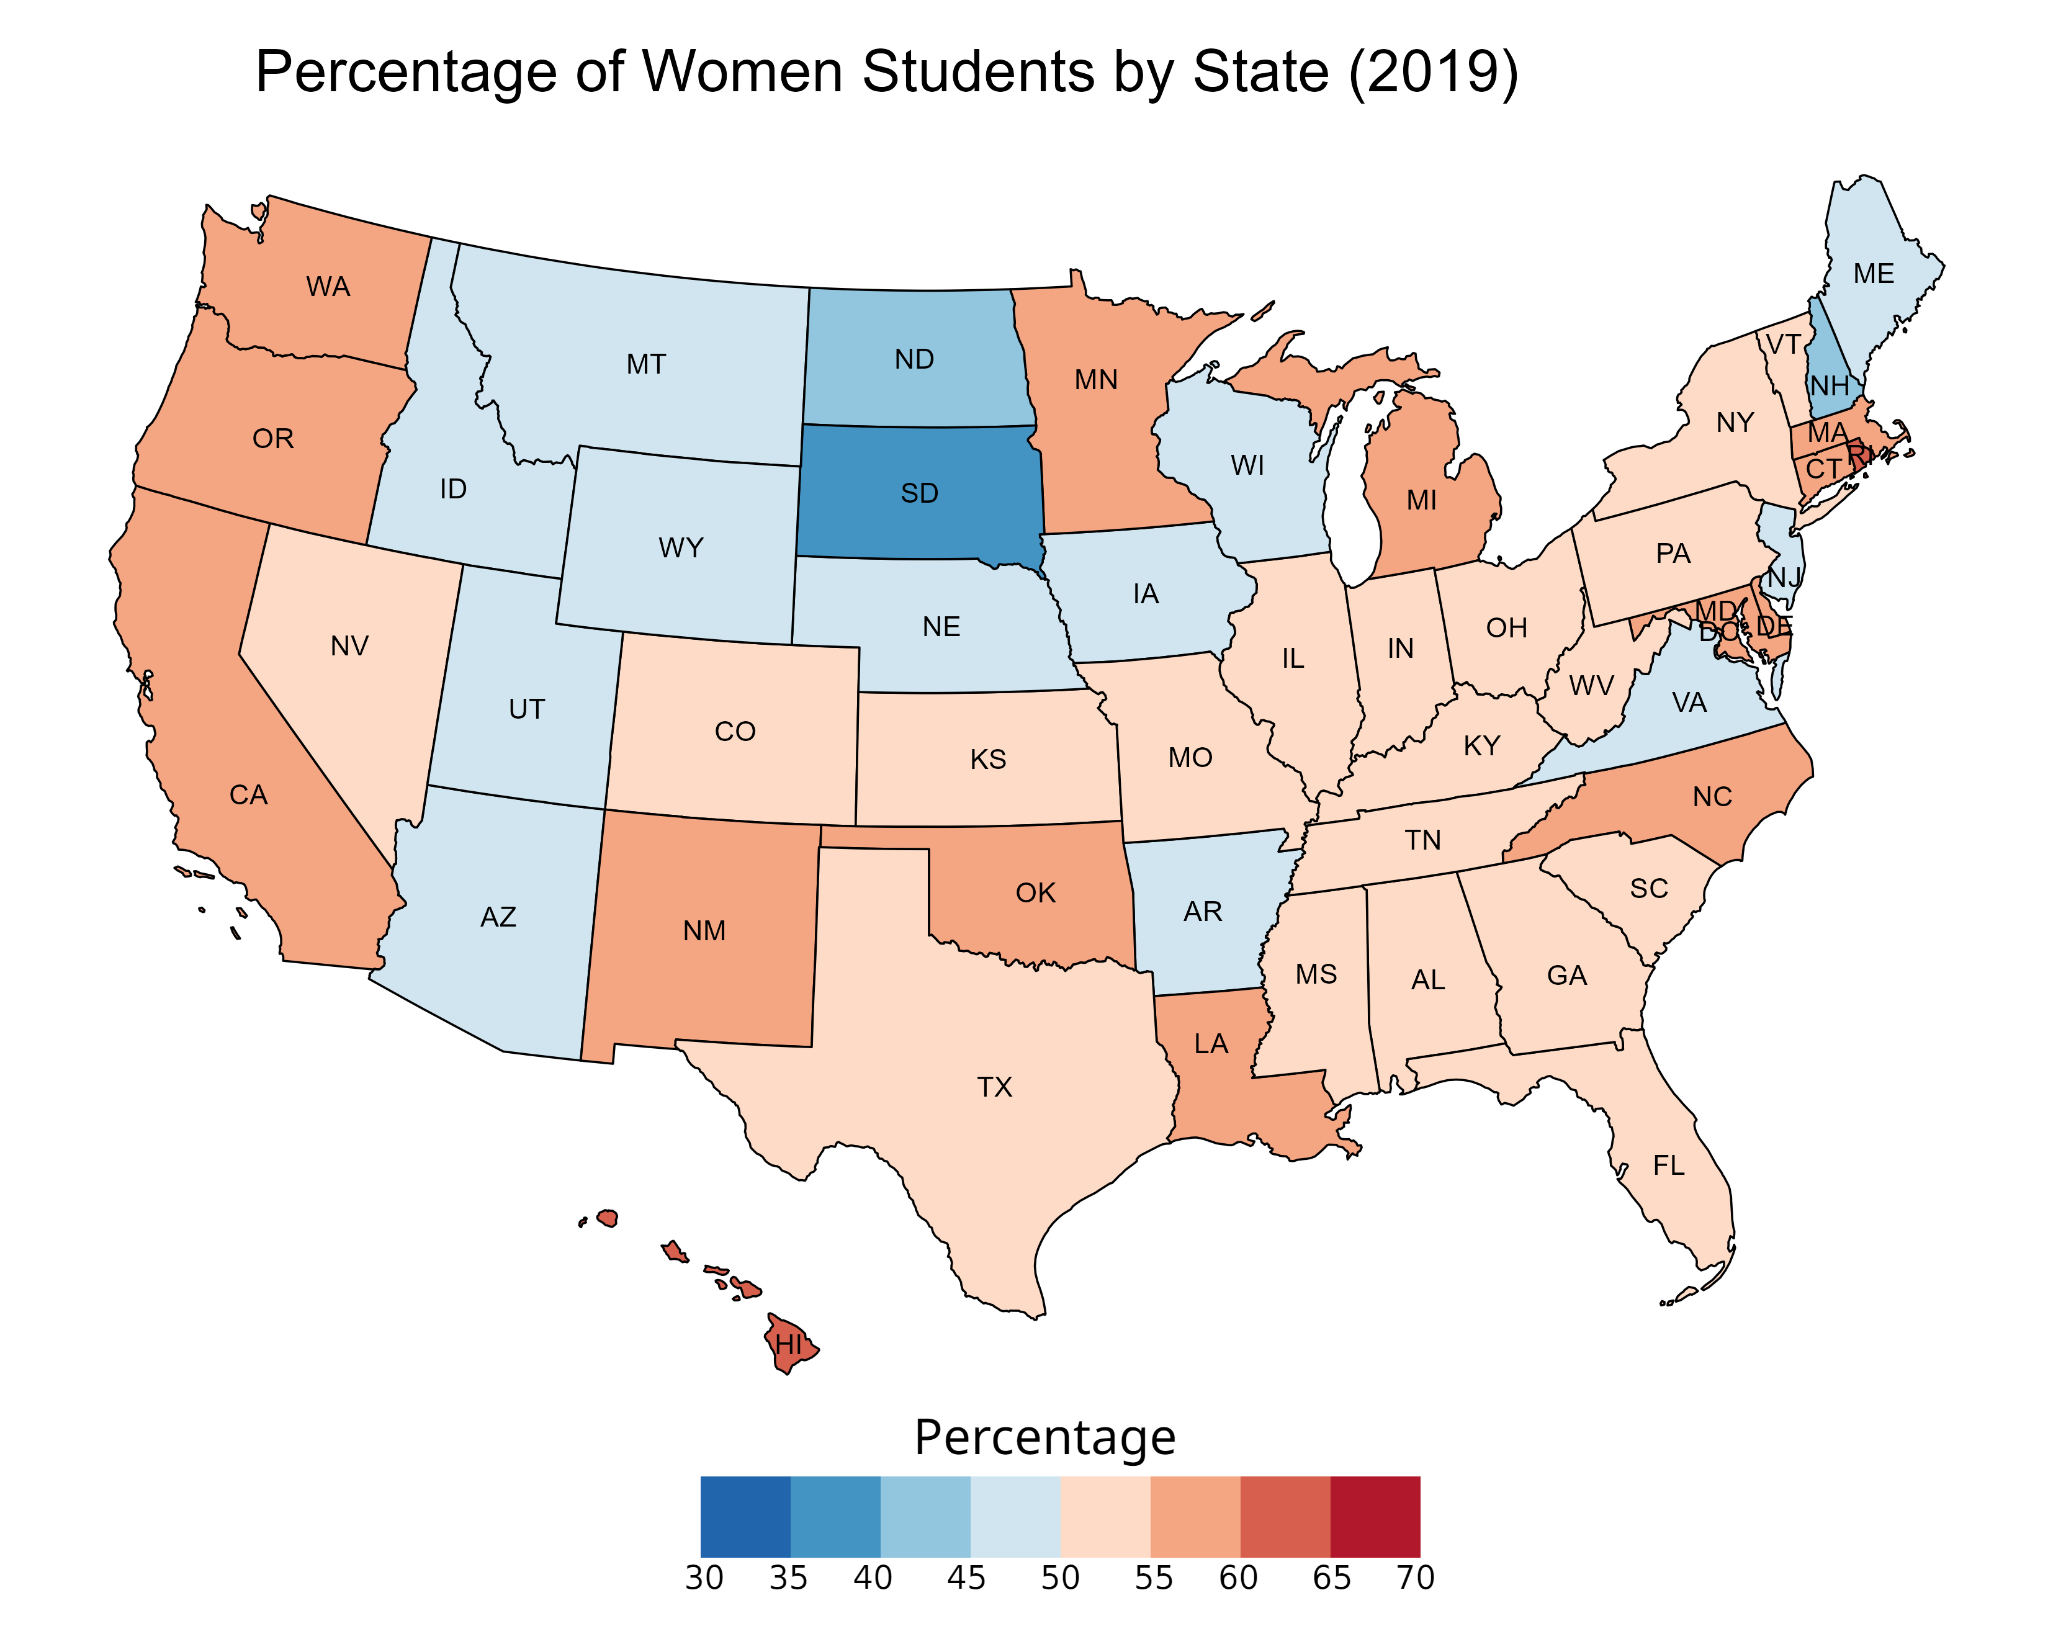 Percentage of Women Students by State (2019)
ME
WA
VT
MT
ND
MN
NH
NY
MA
OR
RI
WI
CT
ID
SD
MI
WY
PA
NJ
IA
MD
NE
OH
DE
DC
NV
IL
IN
WV
UT
VA
CO
KY
KS
MO
CA
NC
TN
OK
SC
AR
AZ
NM
MS
AL
GA
LA
TX
FL
HI
Percentage
30 35 40 45 50 55 60 65 70